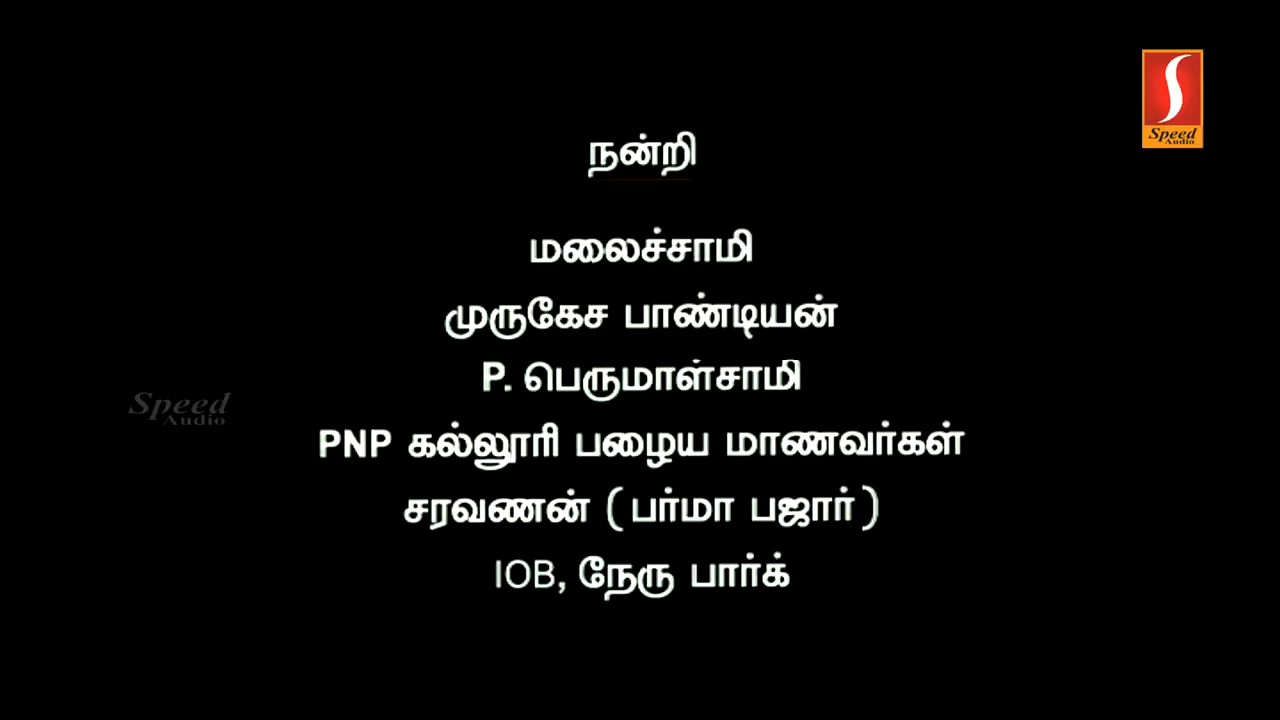 Speed
Audio
நன்றி
மலைச்சாமி
முருகேச பாண்டியன்
P. பெருமாள்சாமி
Speed
Audio
PNP கல்லூரி பழைய மாணவர்கள்
சரவணன் ( பர்மா பஜார் )
IOB, நேரு பார்க்